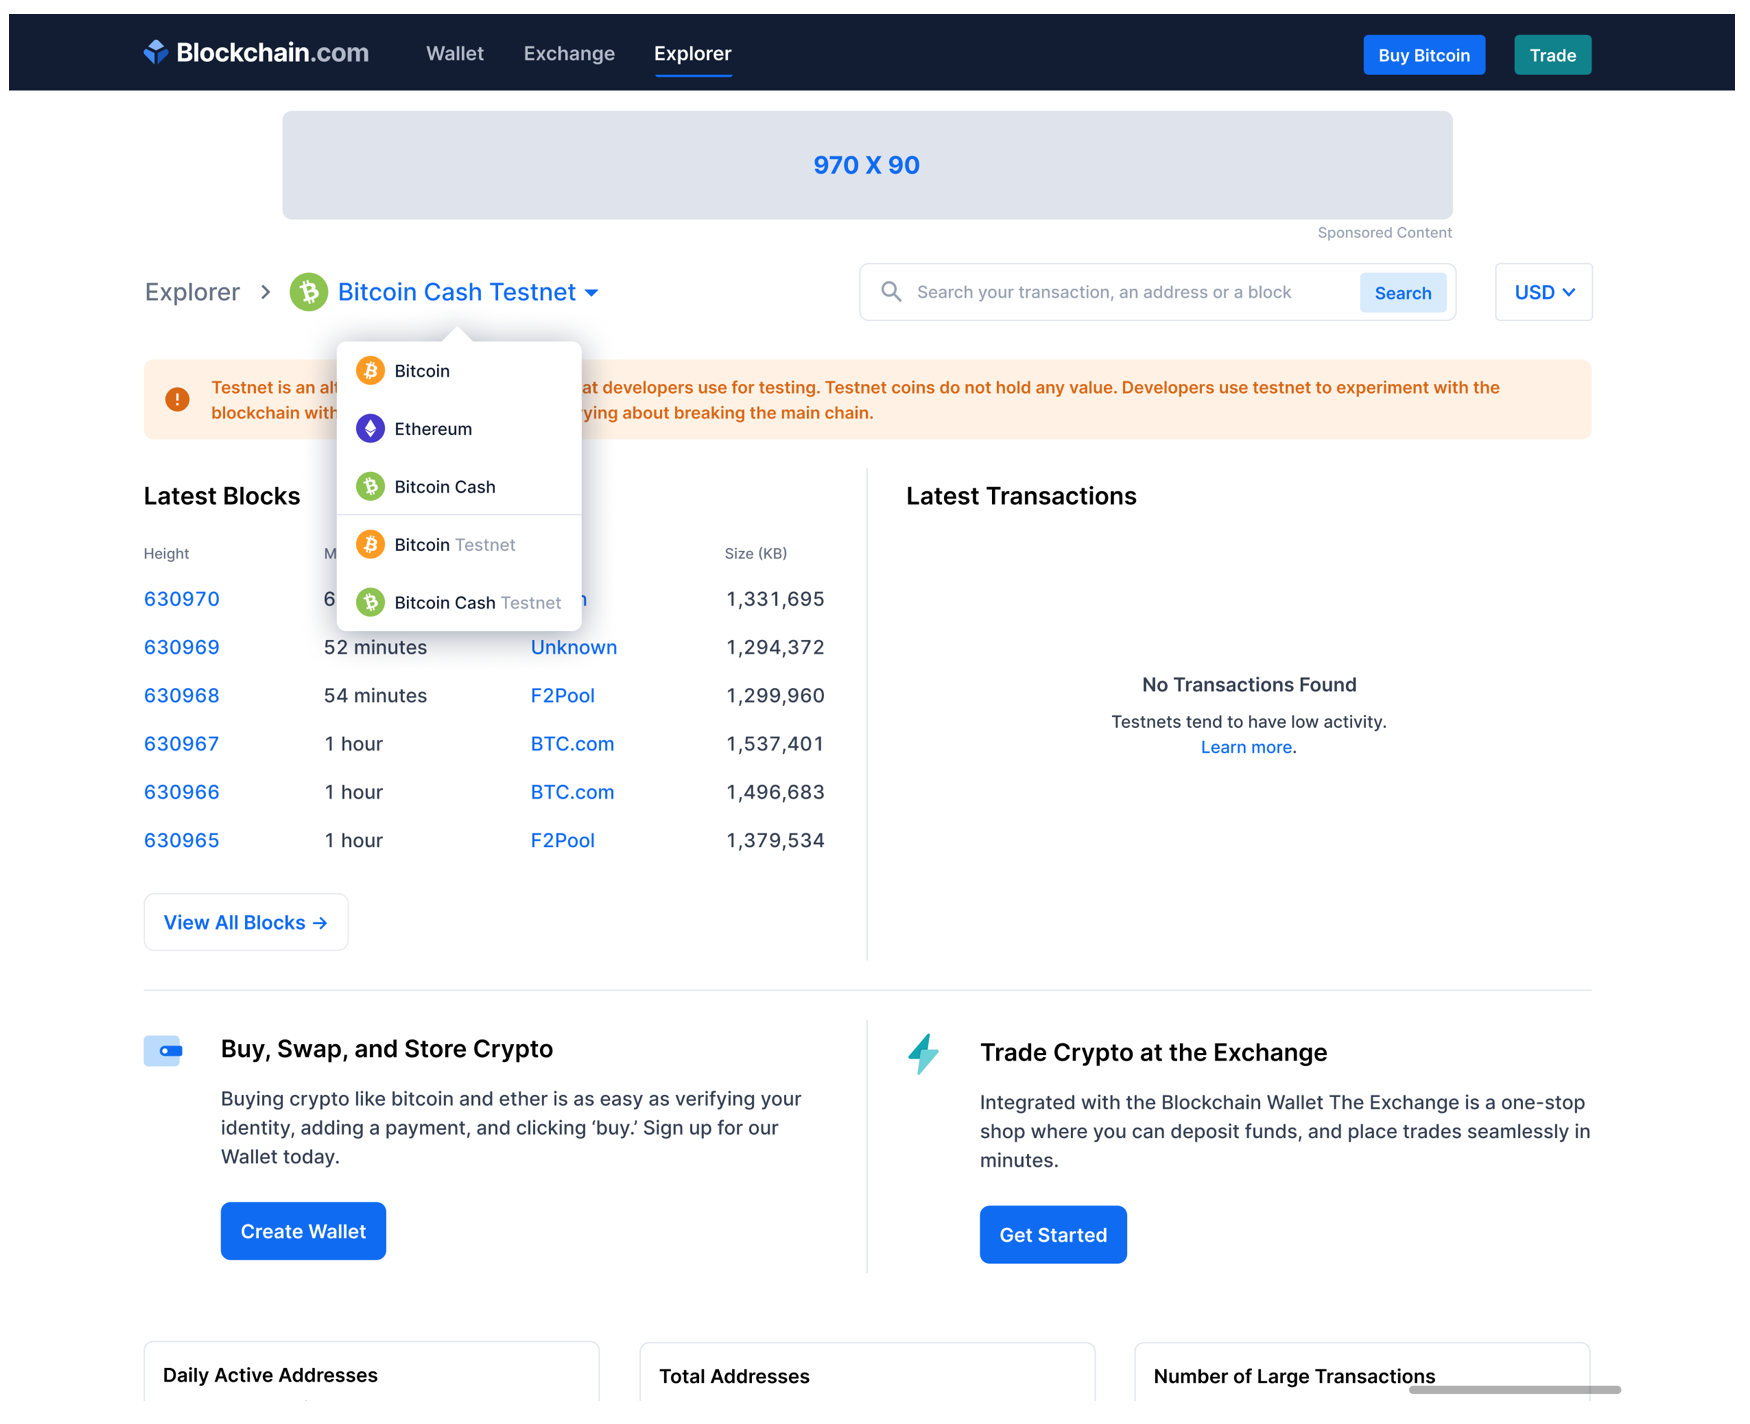 Blockchain.com
Wallet
Exchange
Explorer
Buy Bitcoin
Trade
970 X 90
Sponsored Content
Explorer
Bitcoin Cash Testnet
Search your transaction, an address or a block
Search
USD
Bitcoin
Ethereum
Bitcoin Cash
Bitcoin Testnet
Bitcoin Cash Testnet
Testnet is an
at developers use for testing. Testnet coins do not hold any value. Developers use testnet to experiment with the
blockchain
about breaking the main chain.
Latest Blocks
Height
Size (KB)
630970
1,331,695
630969 52 minutes Unknown 1,294,372
630968 54 minutes F2Pool 1,299,960
630967 1 hour BTC.com 1,537,401
630966 1 hour BTC.com 1,496,683
630965 1 hour F2Pool 1,379,534
View All Blocks →
Latest Transactions
No Transactions Found
Testnets tend to have low activity.
Learn more.
Buy, Swap, and Store Crypto
Buying crypto like bitcoin and ether is as easy as verifying your
identity, adding a payment, and clicking ‘buy.’ Sign up for our
Wallet today.
Create Wallet
Trade Crypto at the Exchange
Integrated with the Blockchain Wallet The Exchange is a one-stop
shop where you can deposit funds, and place trades seamlessly in
minutes.
Get Started
Daily Active Addresses
Total Addresses
Number of Large Transactions